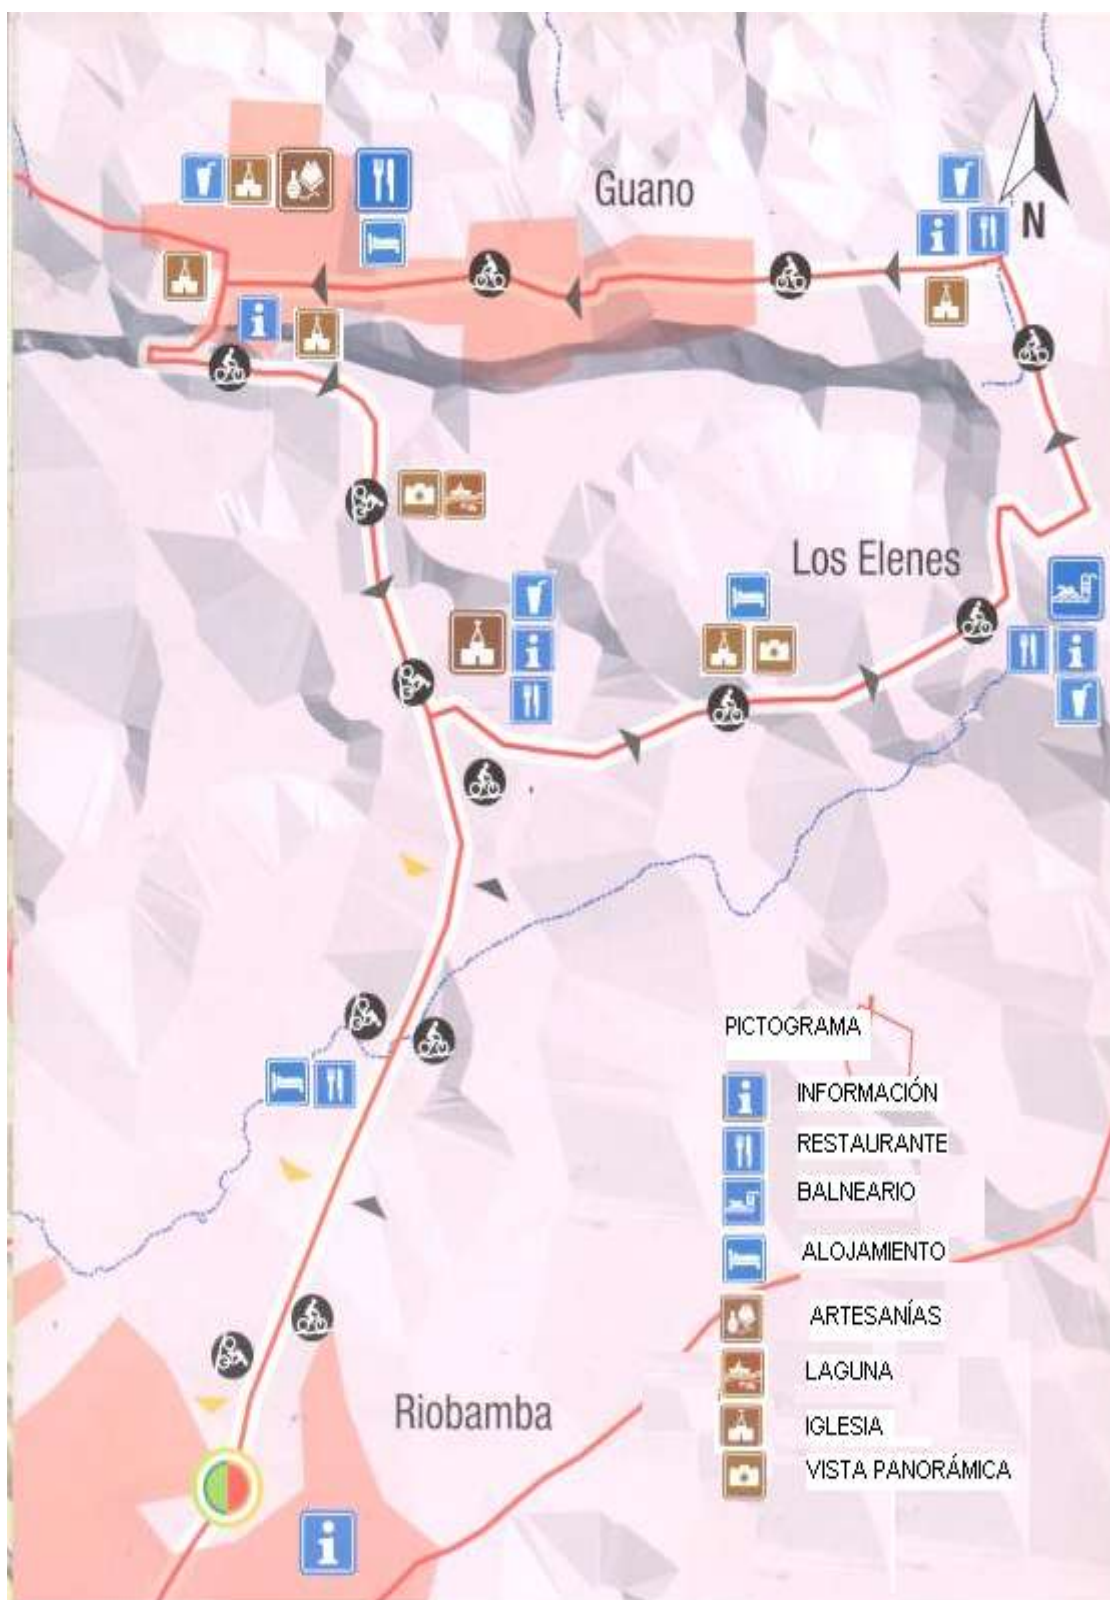 Guano
N
Los Elenes
PICTOGRAMA
INFORMACIÓN
RESTAURANTE
BALNEARIO
ALOJAMIENTO
ARTESANÍAS
LAGUNA
IGLESIA
VISTA PANORÁMICA
Riobamba